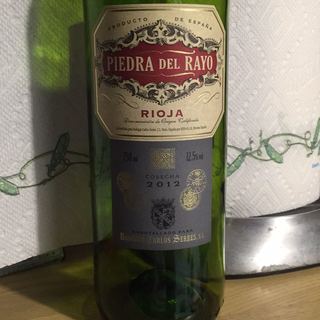 PRODUCTO DE ESPAÑA
PIEDRA DEL RAYO
RIOJA
Denominación de Origen Calificada
750 ml 12,5% vol
COSECHA
2012
EMBOTELLADO PARA
BODEGAS CARLOS SERRES, S.A.